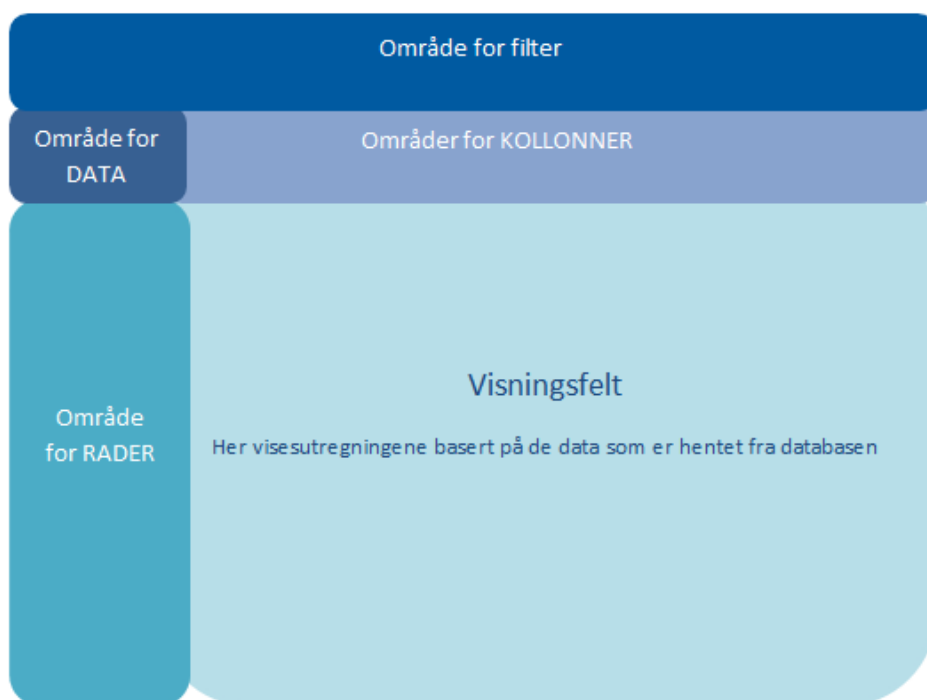 Område for filter
Område for
DATA
Områder for KOLLONNER
Område
for RADER
Visningsfelt
Her visesutregningene basert på de data som er hentet fra databasen